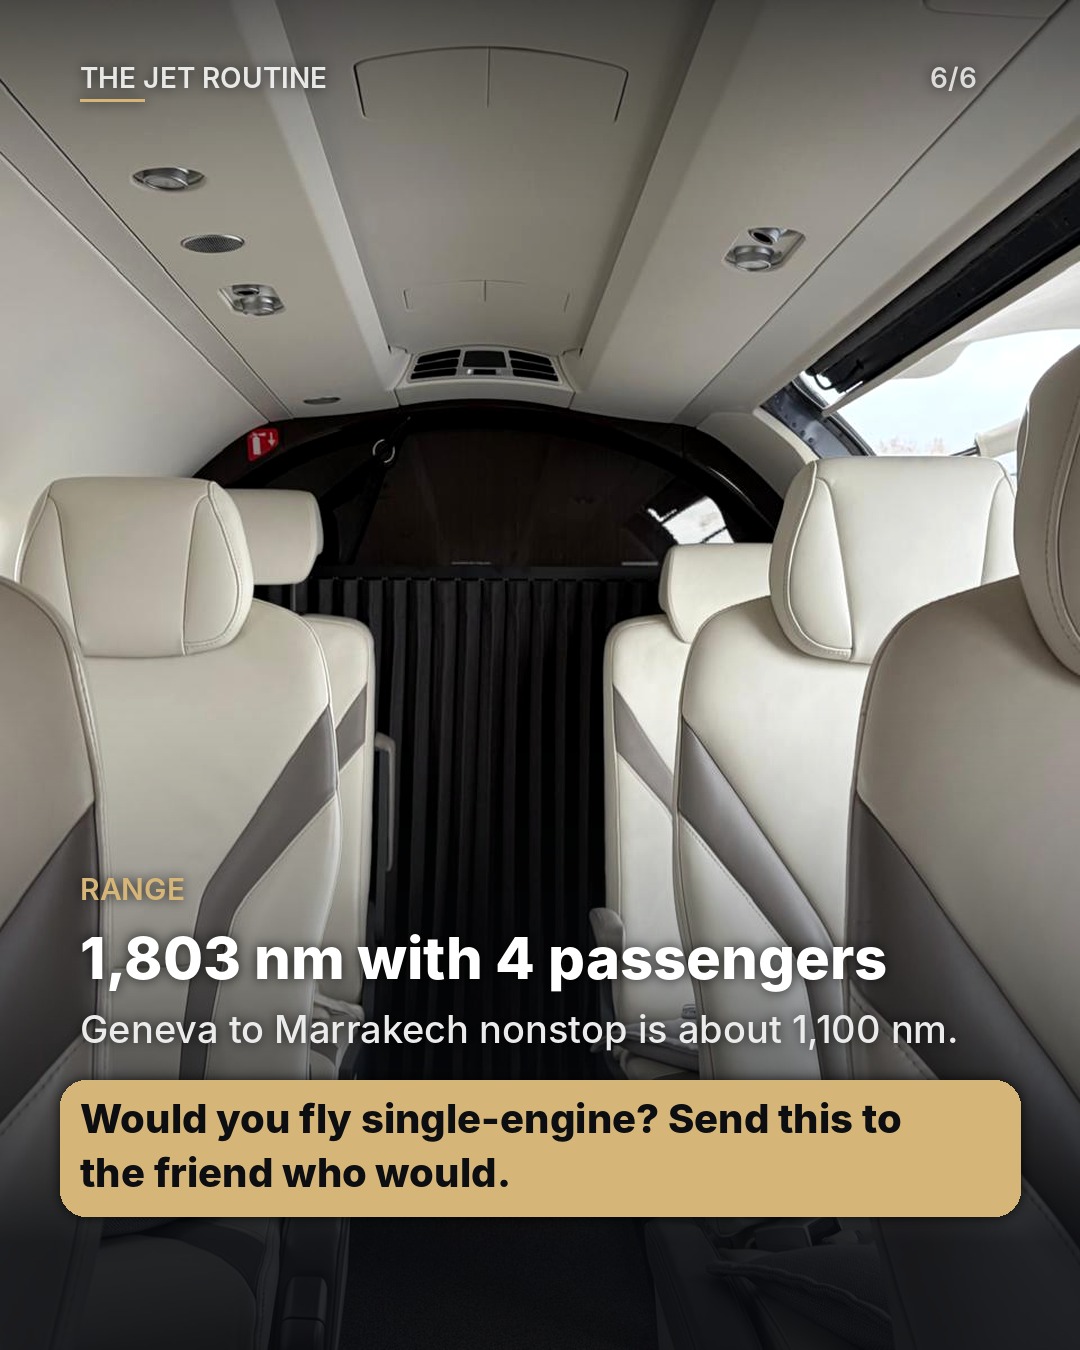 THE JET ROUTINE
6/6
RANGE
1,803 nm with 4 passengers
Geneva to Marrakech nonstop is about 1,100 nm.
Would you fly single-engine? Send this to
the friend who would.